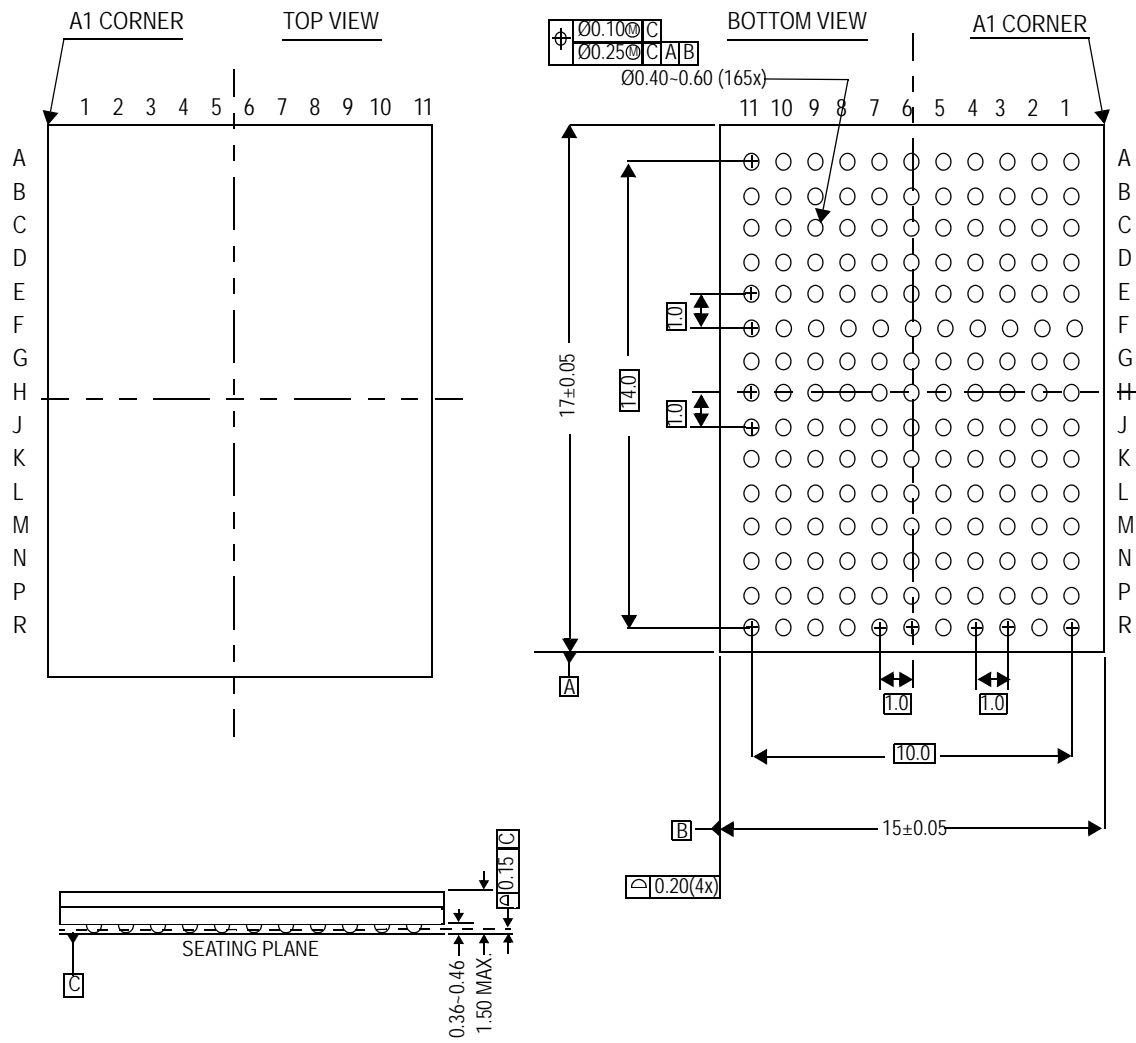 A1 CORNER
TOP VIEW
1 2 3 4 5 6 7 8 9 10 11
A
B
C
D
E
F
G
H
J
K
L
M
N
P
R
Ø0.10Ⓜ C
Ø0.25Ⓜ C A B
BOTTOM VIEW
A1 CORNER
Ø0.40~0.60 (165x)
11 10 9 8 7 6 5 4 3 2 1
A
B
C
D
E
F
G
H
J
K
L
M
N
P
R
1.0
1.0
14.0
17±0.05
A
1.0
1.0
10.0
B
15±0.05
0.20(4x)
0.15 C
SEATING PLANE
C
0.36~0.46
1.50 MAX.